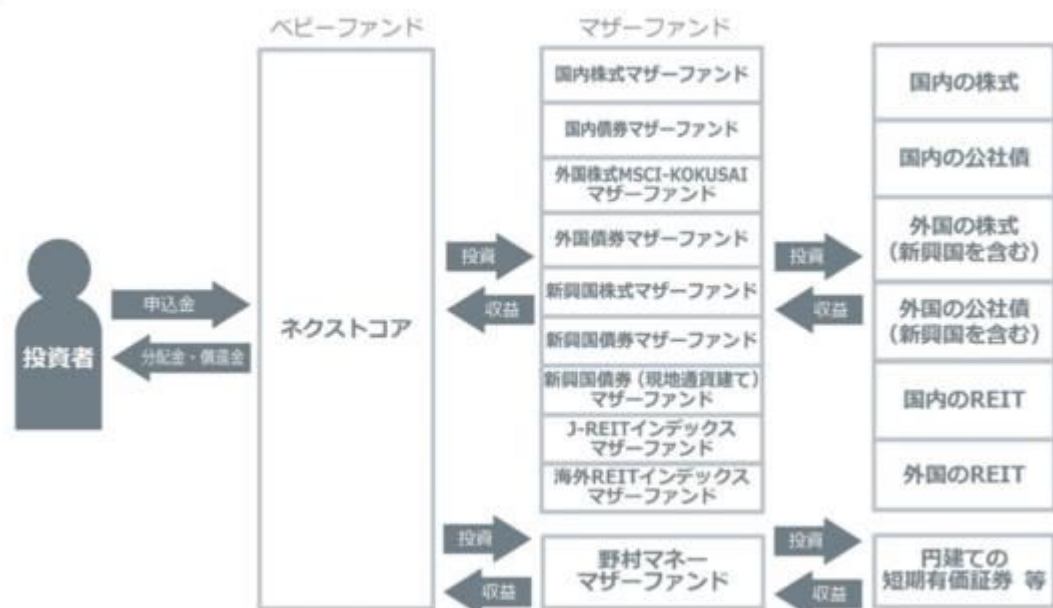 ベビーファンド
マザーファンド
国内株式マザーファンド
国内債券マザーファンド
外国株式MSCI-KOKUSAI
マザーファンド
外国債券マザーファンド
新興国株式マザーファンド
新興国債券マザーファンド
新興国債券（現地通貨建て）
マザーファンド
J-REITインデックス
マザーファンド
海外REITインデックス
マザーファンド
野村マネー
マザーファンド
国内の株式
国内の公社債
外国の株式
（新興国を含む）
外国の公社債
（新興国を含む）
国内のREIT
外国のREIT
円建ての
短期有価証券 等
投資者
申込金
分配金・償還金
ネクストコア
投資
収益
投資
収益
投資
収益
投資
収益